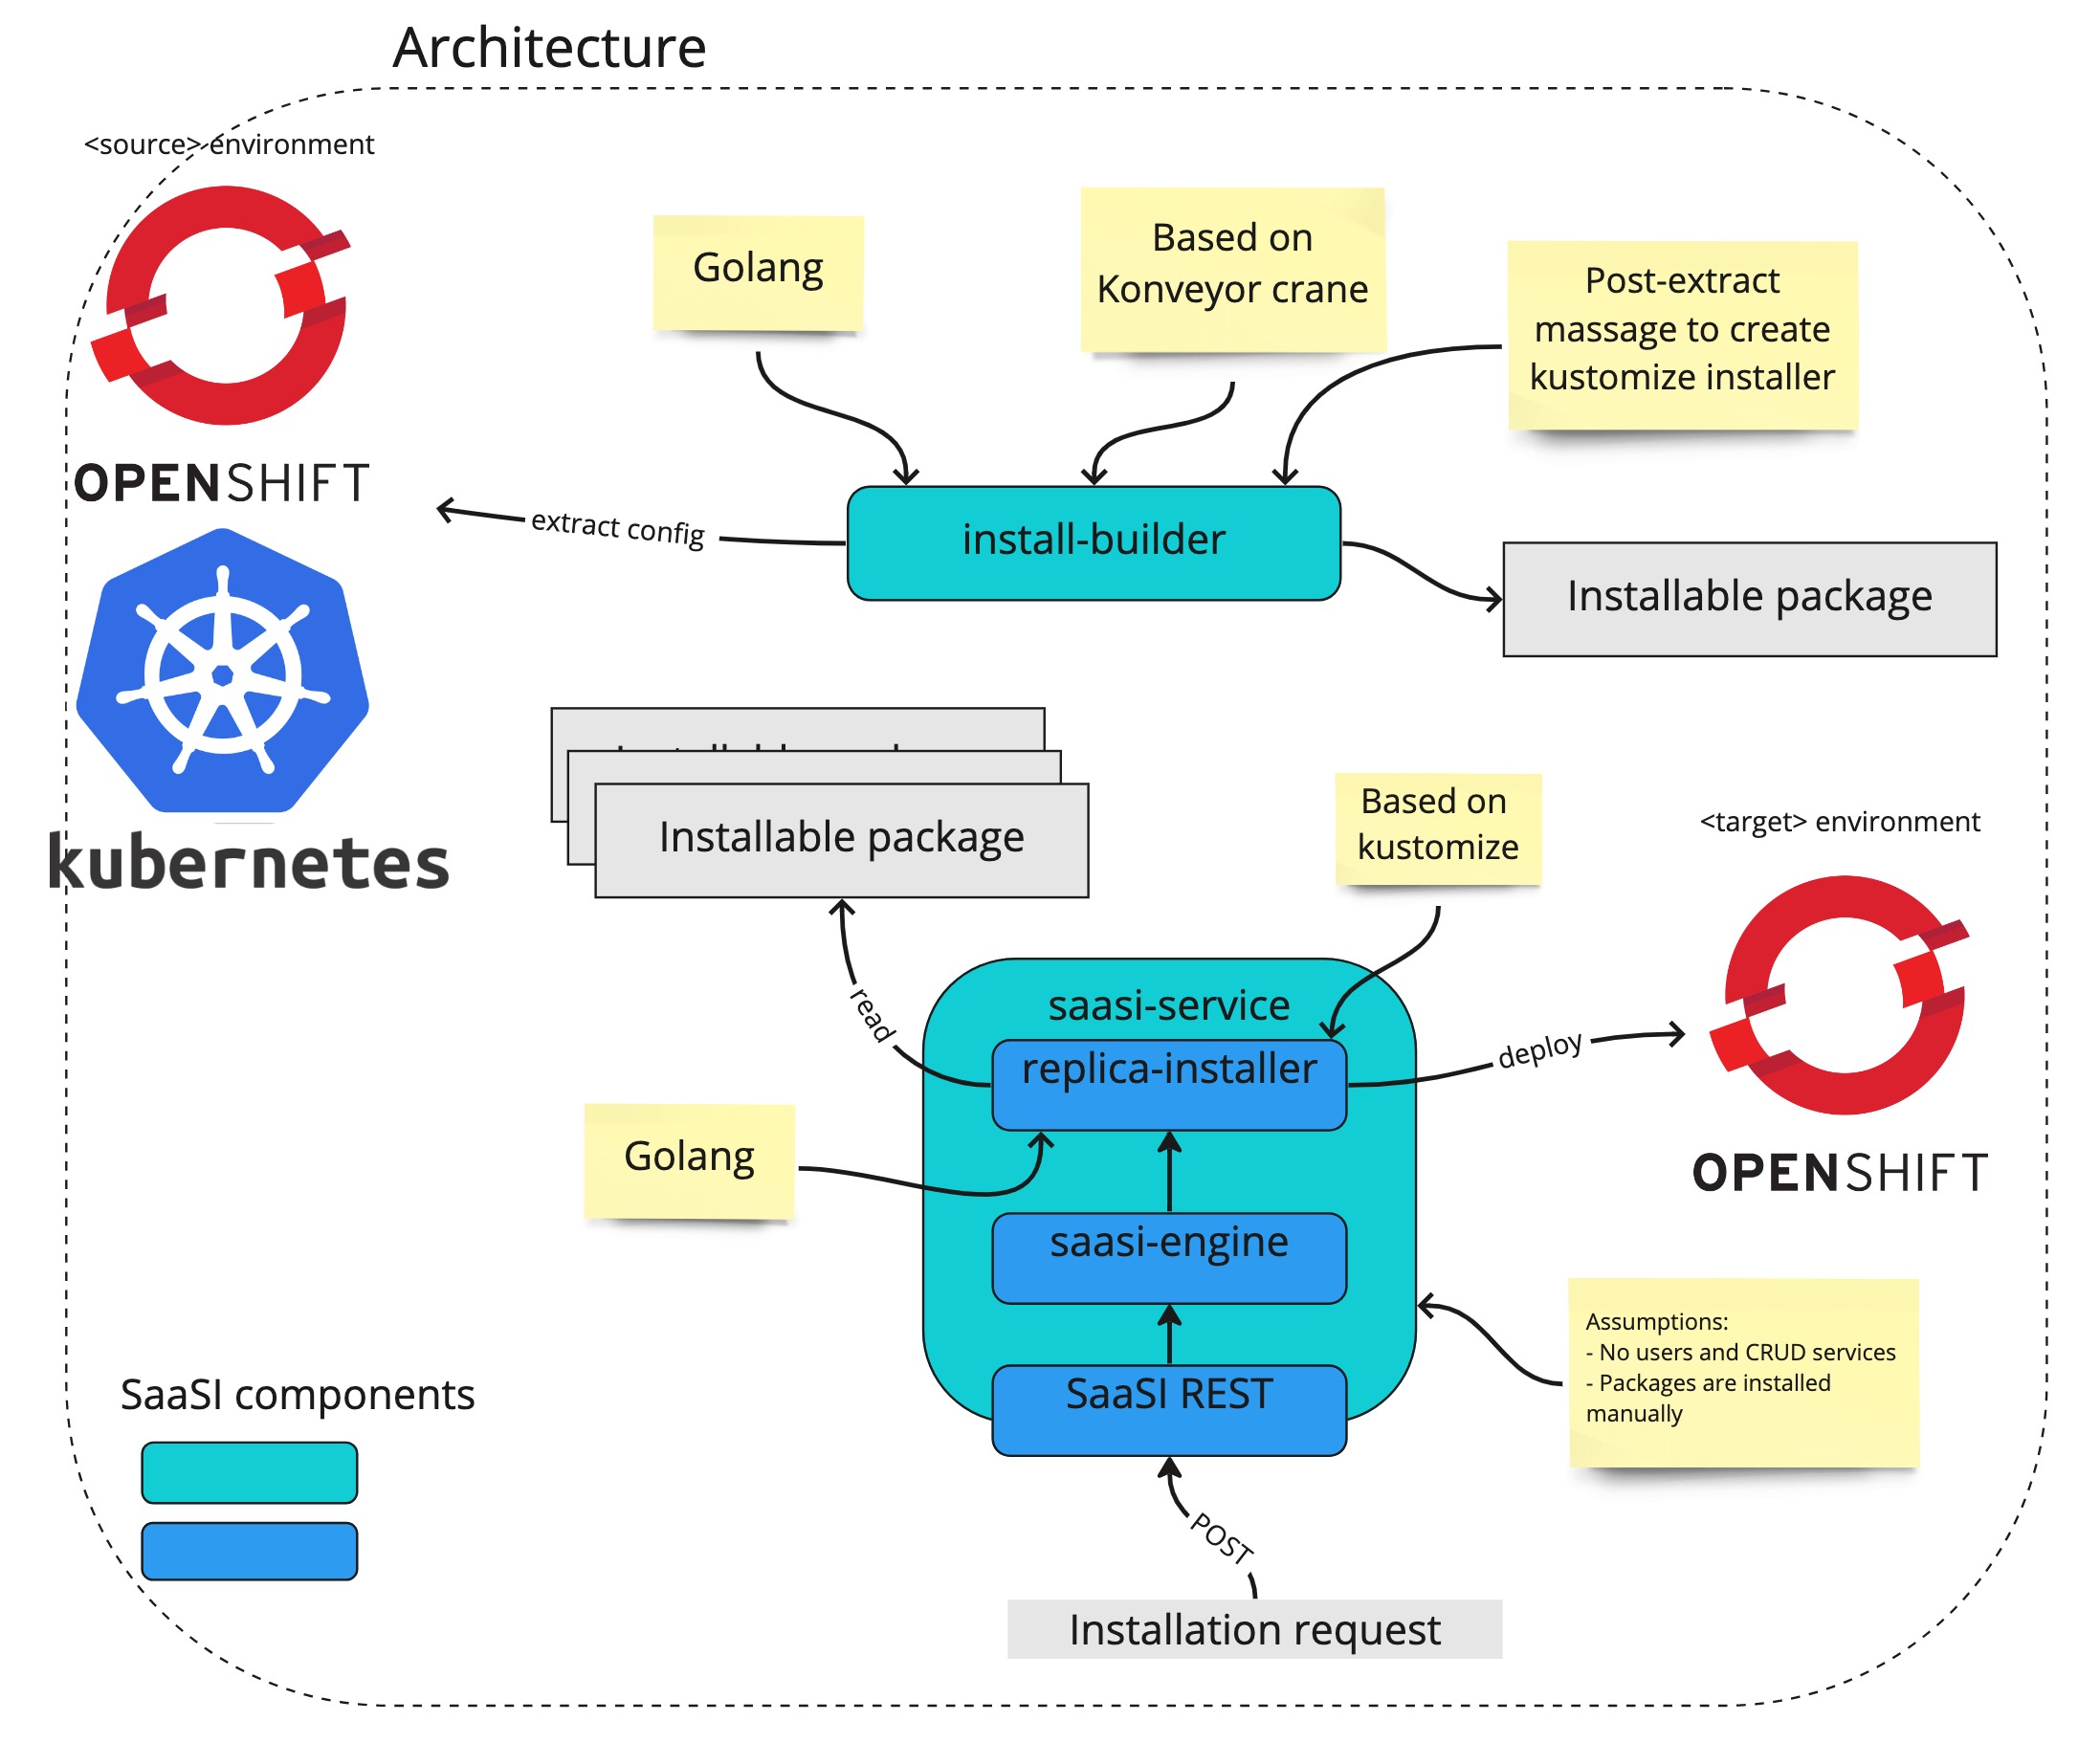 Architecture
<source> environment
OPENSHIFT
kubernetes
Golang
Based on
Konveyor crane
Post-extract
massage to create
kustomize installer
extract config
install-builder
Installable package
Installable package
Based on
kustomize
<target> environment
OPENSHIFT
read
saasi-service
replica-installer
deploy
Golang
saasi-engine
SaaSI REST
Assumptions:
- No users and CRUD services
- Packages are installed
manually
SaaSI components
POST
Installation request